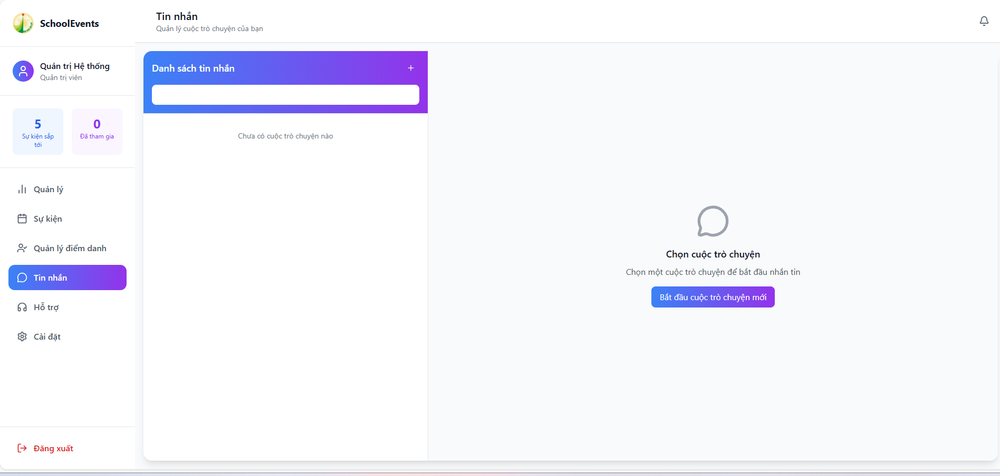 SchoolEvents
Quản trị Hệ thống
Quản trị viên
5
Sự kiện sắp
tới
0
Đã tham gia
Quản lý
Sự kiện
Quản lý điểm danh
Tin nhắn
Hỗ trợ
Cài đặt
Đăng xuất
Tin nhắn
Quản lý cuộc trò chuyện của bạn
Danh sách tin nhắn
+
Chưa có cuộc trò chuyện nào
Chọn cuộc trò chuyện
Chọn một cuộc trò chuyện để bắt đầu nhắn tin
Bắt đầu cuộc trò chuyện mới